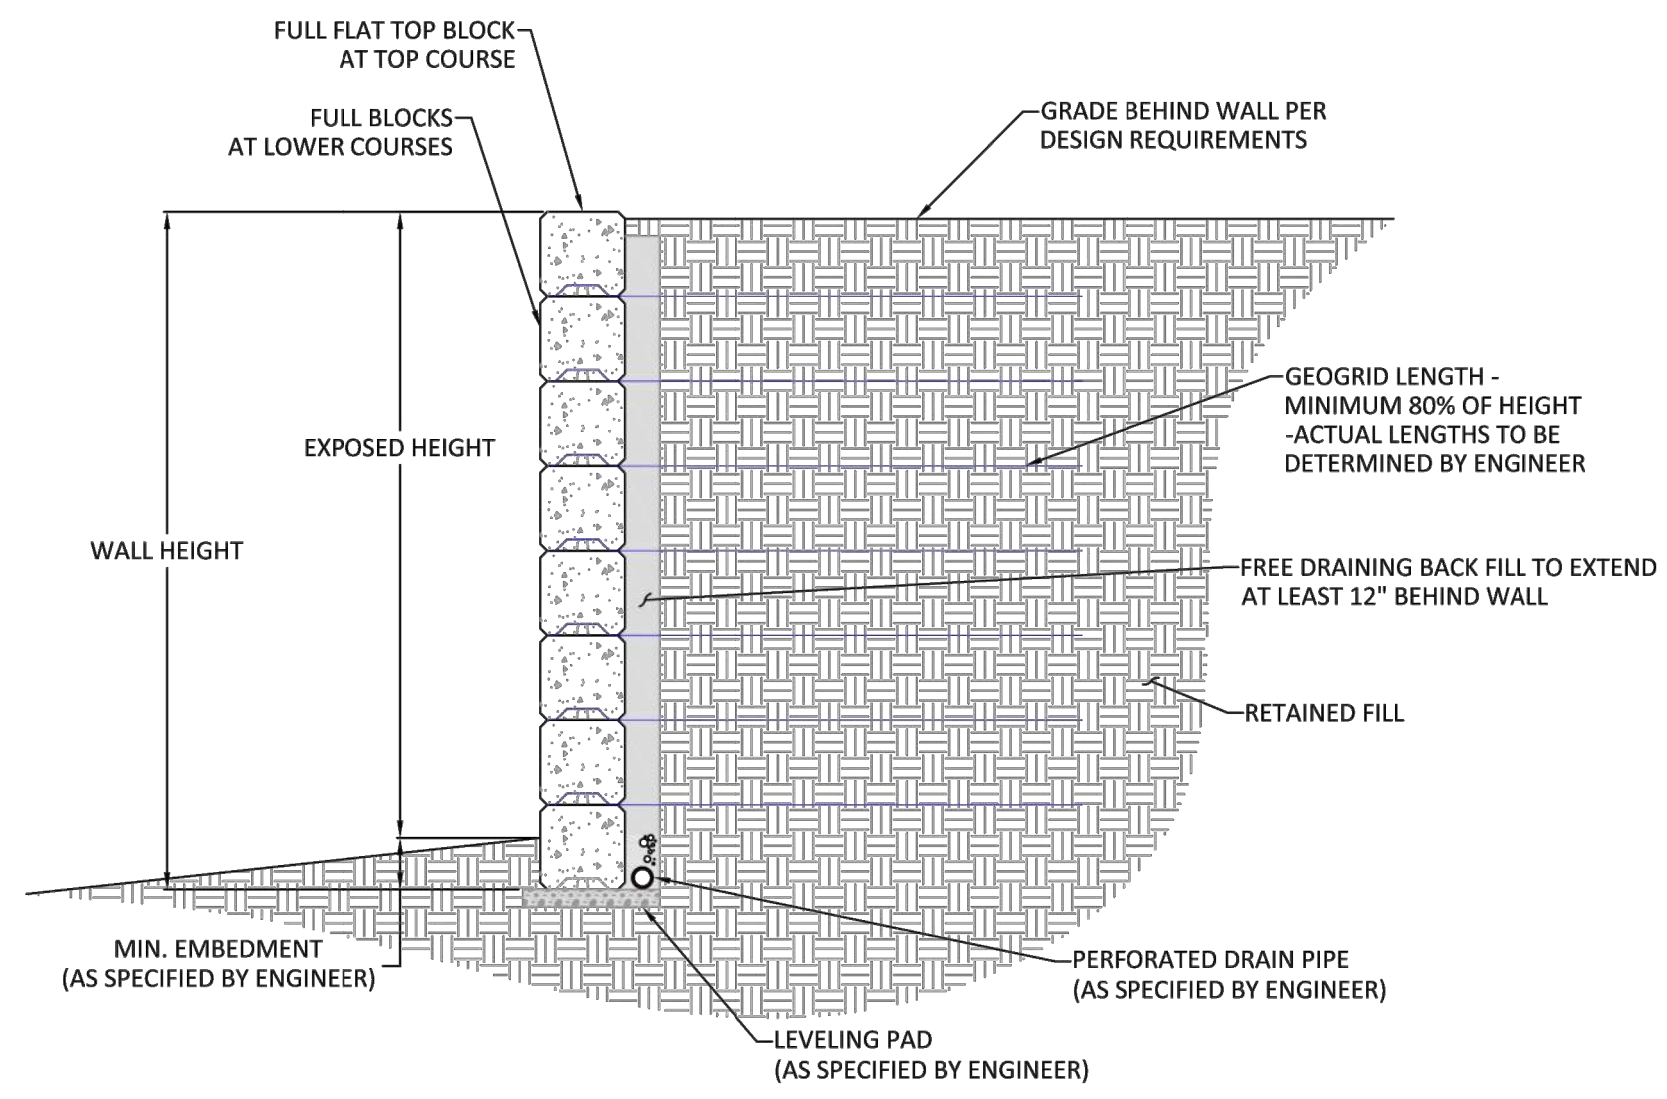 FULL FLAT TOP BLOCK
AT TOP COURSE
FULL BLOCKS
AT LOWER COURSES
GRADE BEHIND WALL PER
DESIGN REQUIREMENTS
GEOGRID LENGTH -
MINIMUM 80% OF HEIGHT
-ACTUAL LENGTHS TO BE
DETERMINED BY ENGINEER
EXPOSED HEIGHT
WALL HEIGHT
FREE DRAINING BACK FILL TO EXTEND
AT LEAST 12" BEHIND WALL
RETAINED FILL
MIN. EMBEDMENT
(AS SPECIFIED BY ENGINEER)
PERFORATED DRAIN PIPE
(AS SPECIFIED BY ENGINEER)
LEVELING PAD
(AS SPECIFIED BY ENGINEER)